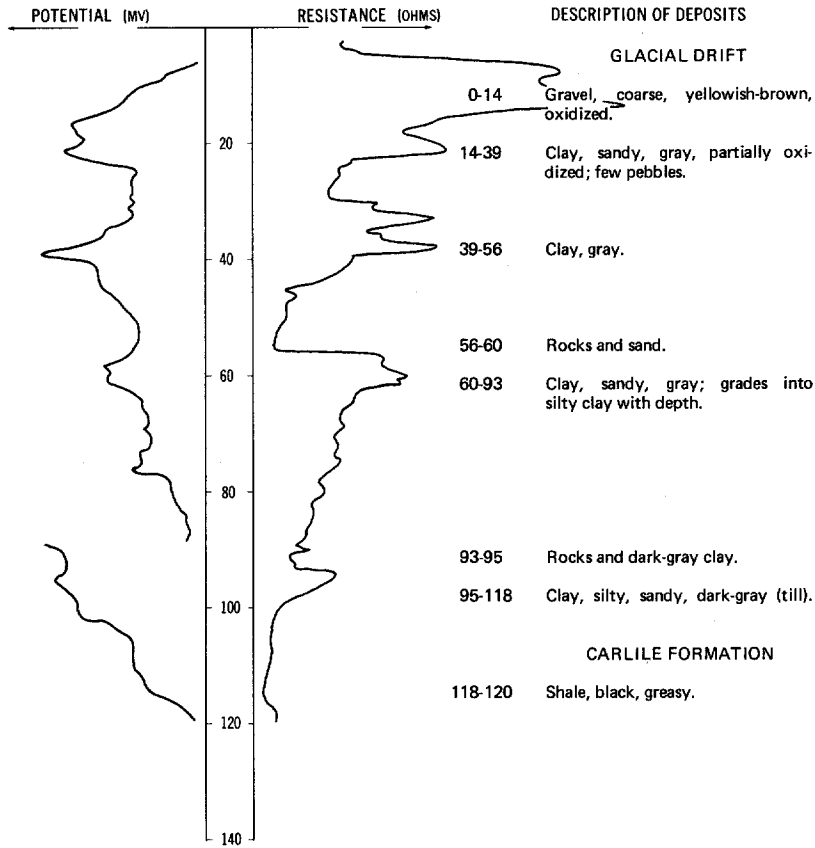 POTENTIAL (MV)
RESISTANCE (OHMS)
DESCRIPTION OF DEPOSITS
GLACIAL DRIFT
0-14 Gravel, coarse, yellowish-brown,
oxidized.
20
14-39 Clay, sandy, gray, partially oxi-
dized; few pebbles.
40
39-56 Clay, gray.
56-60 Rocks and sand.
60
60-93 Clay, sandy, gray; grades into
silty clay with depth.
80
93-95 Rocks and dark-gray clay.
95-118 Clay, silty, sandy, dark-gray (till).
100
CARLILE FORMATION
118-120 Shale, black, greasy.
120
140